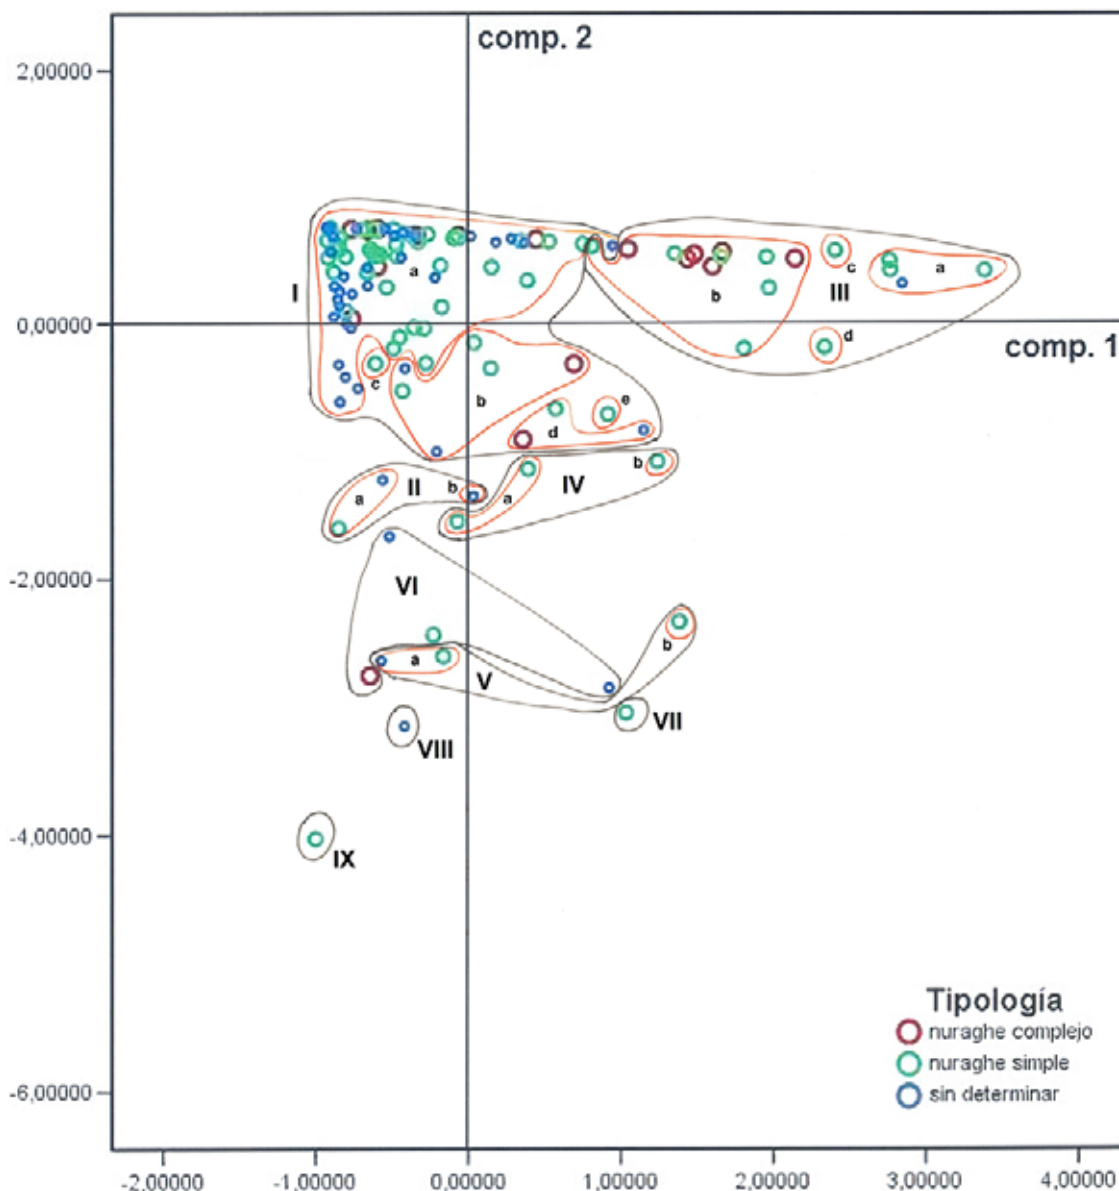 comp. 2
2,00000
I
a
c
b
III
a
0,00000
comp. 1
d
c
b
e
d
II
b
a
a
IV
b
-2,00000
VI
a
V
b
VII
VIII
-4,00000
IX
Tipología
nuraghe complejo
nuraghe simple
sin determinar
-6,00000
-2,00000 -1,00000 0,00000 1,00000 2,00000 3,00000 4,00000